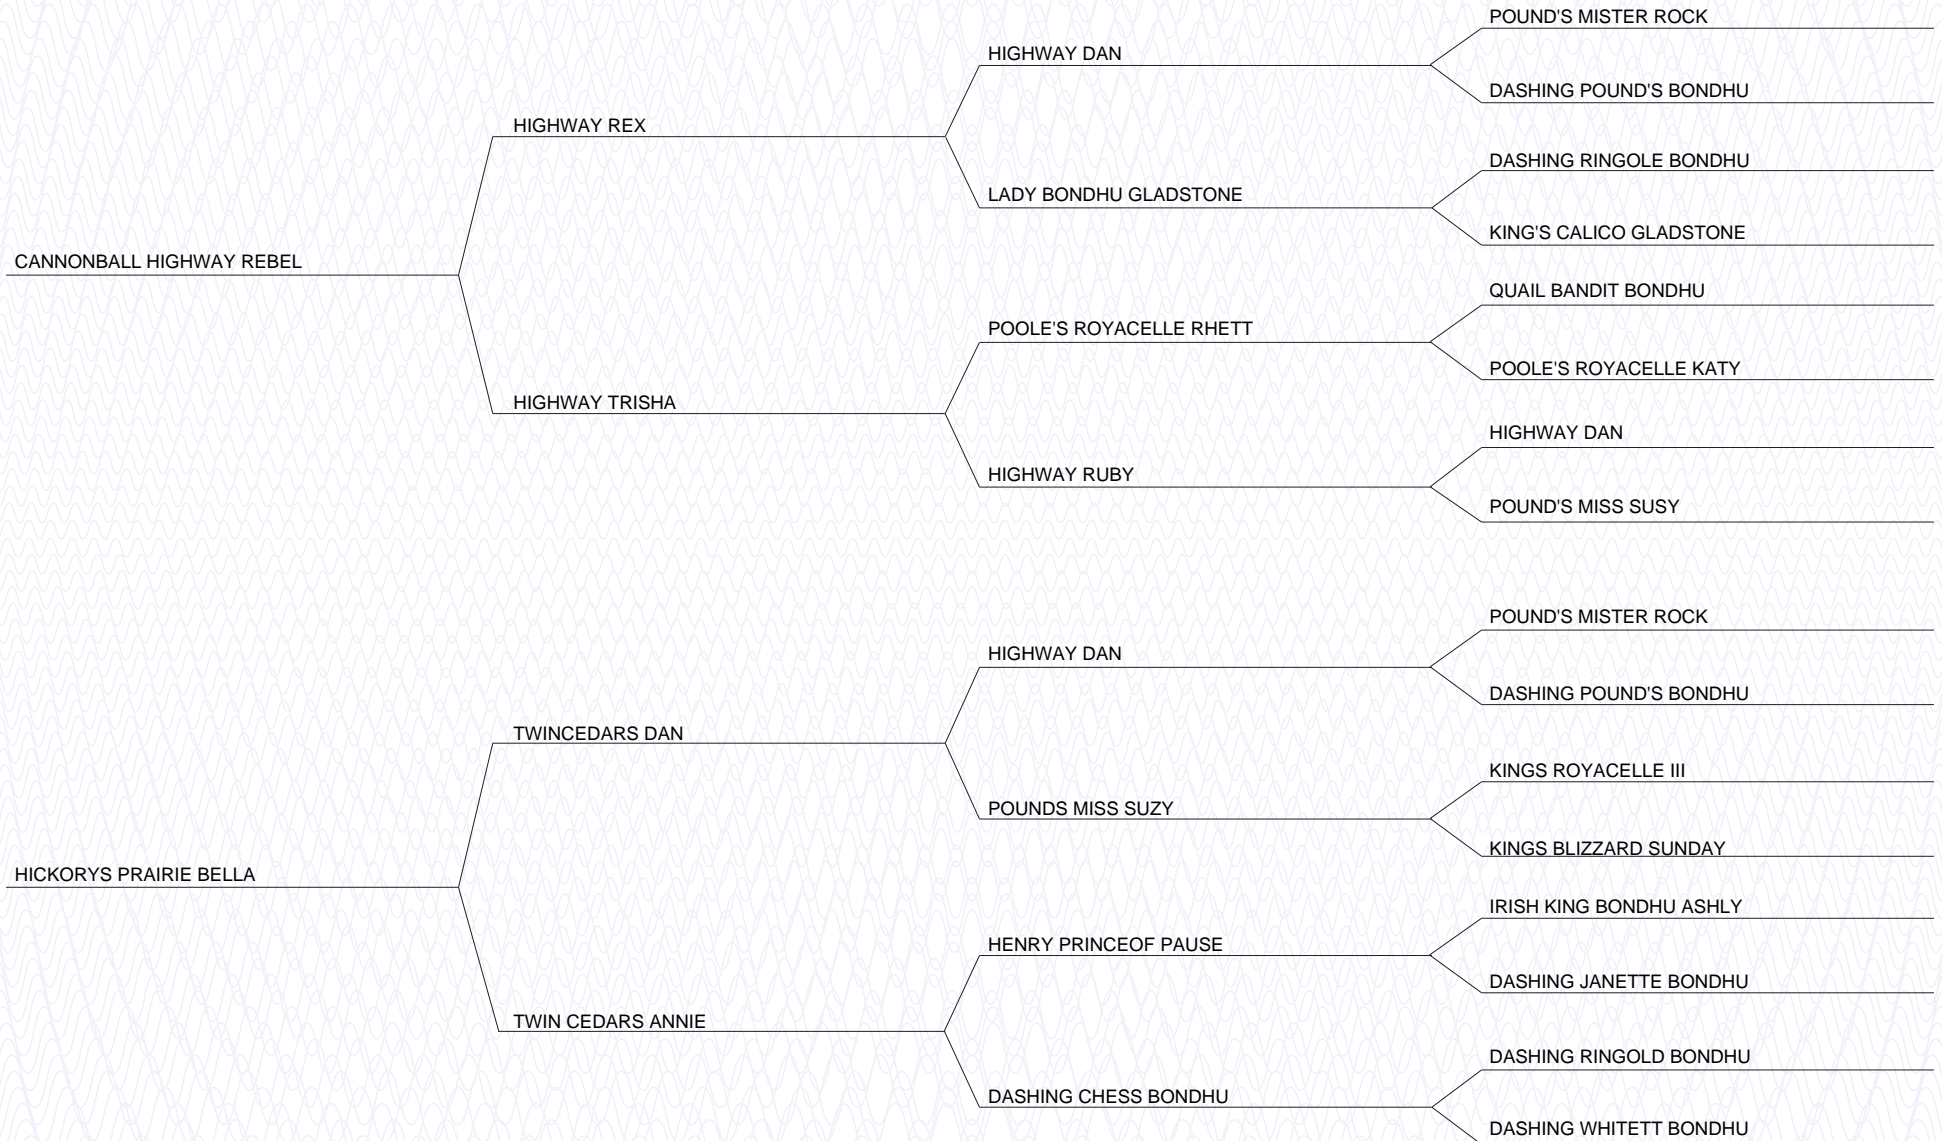 POUND'S MISTER ROCK
HIGHWAY DAN
DASHING POUND'S BONDHU
HIGHWAY REX
DASHING RINGOLE BONDHU
LADY BONDHU GLADSTONE
KING'S CALICO GLADSTONE
CANNONBALL HIGHWAY REBEL
QUAIL BANDIT BONDHU
POOLE'S ROYACELLE RHETT
POOLE'S ROYACELLE KATY
HIGHWAY TRISHA
HIGHWAY DAN
HIGHWAY RUBY
POUND'S MISS SUSY
POUND'S MISTER ROCK
HIGHWAY DAN
DASHING POUND'S BONDHU
TWINCEDARS DAN
KINGS ROYACELLE III
POUNDS MISS SUZY
KINGS BLIZZARD SUNDAY
HICKORYS PRAIRIE BELLA
IRISH KING BONDHU ASHLY
HENRY PRINCEOF PAUSE
DASHING JANETTE BONDHU
TWIN CEDARS ANNIE
DASHING RINGOLD BONDHU
DASHING CHESS BONDHU
DASHING WHITETT BONDHU